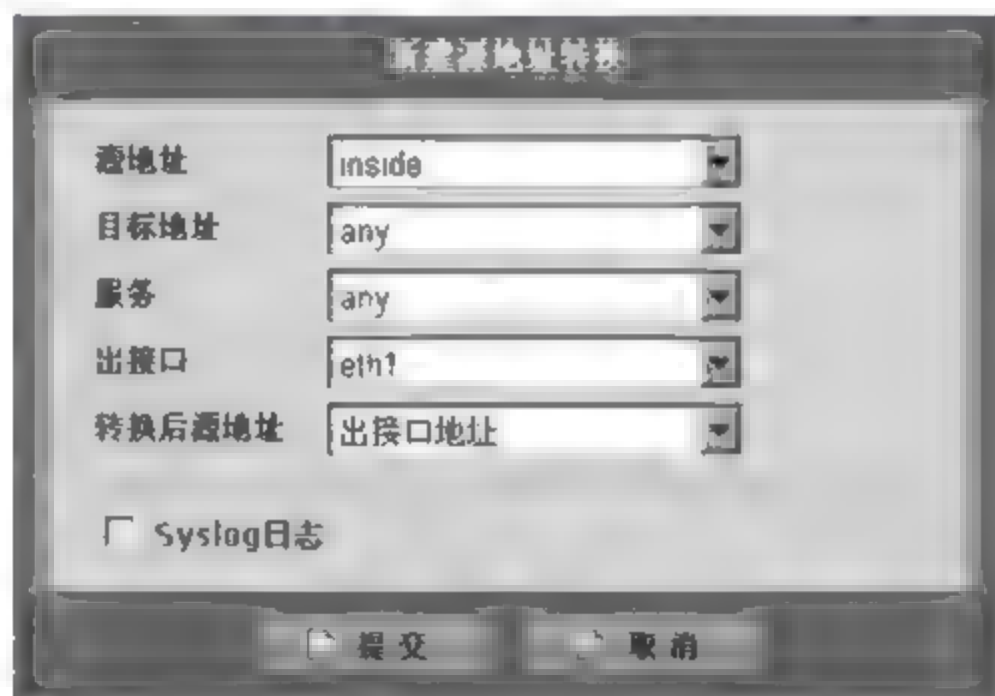 新建源地址转换
源地址 inside
目标地址 any
服务 any
出接口 eth1
转换后源地址 出接口地址
Syslog日志
提交 取消